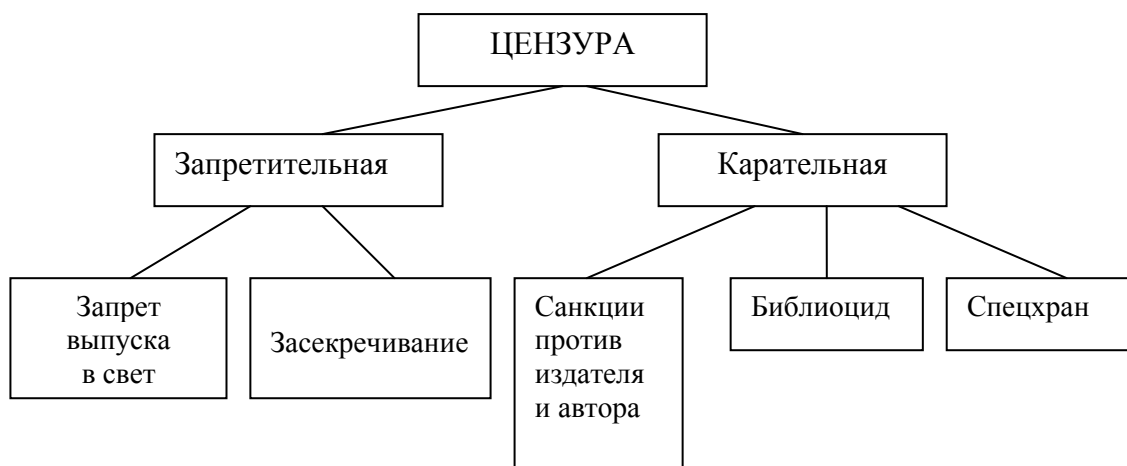 ЦЕНЗУРА
Запретительная
Карательная
Запрет
выпуска
в свет
Засекречивание
Санкции
против
издателя
и автора
Библиоцид
Спецхран